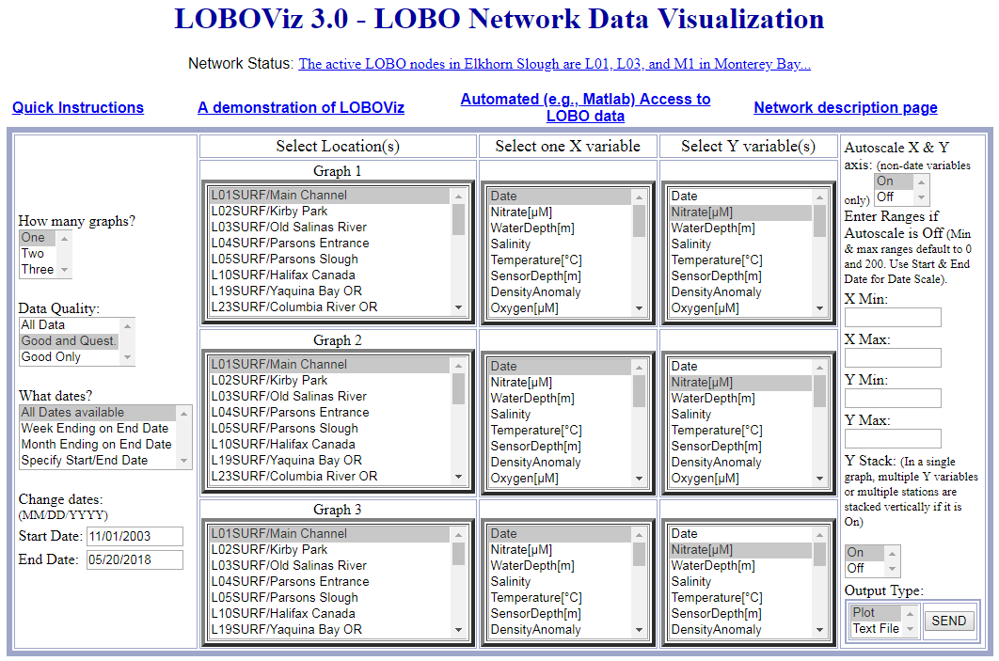 LOBOViz 3.0 - LOBO Network Data Visualization
Network Status: The active LOBO nodes in Elkhorn Slough are L01, L03, and M1 in Monterey Bay...
Quick Instructions
A demonstration of LOBOViz
Automated (e.g., Matlab) Access to
LOBO data
Network description page
How many graphs?
One
Two
Three
Data Quality:
All Data
Good and Quest.
Good Only
What dates?
All Dates available
Week Ending on End Date
Month Ending on End Date
Specify Start/End Date
Change dates:
(MM/DD/YYYY)
Start Date: 11/01/2003
End Date: 05/20/2018
Select Location(s)
Select one X variable
Select Y variable(s)
Graph 1
L01SURF/Main Channel
L02SURF/Kirby Park
L03SURF/Old Salinas River
L04SURF/Parsons Entrance
L05SURF/Parsons Slough
L10SURF/Halifax Canada
L19SURF/Yaquina Bay OR
L23SURF/Columbia River OR
Date
Nitrate[µM]
WaterDepth[m]
Salinity
Temperature[°C]
SensorDepth[m]
DensityAnomaly
Oxygen[µM]
Date
Nitrate[µM]
WaterDepth[m]
Salinity
Temperature[°C]
SensorDepth[m]
DensityAnomaly
Oxygen[µM]
Graph 2
L01SURF/Main Channel
L02SURF/Kirby Park
L03SURF/Old Salinas River
L04SURF/Parsons Entrance
L05SURF/Parsons Slough
L10SURF/Halifax Canada
L19SURF/Yaquina Bay OR
L23SURF/Columbia River OR
Date
Nitrate[µM]
WaterDepth[m]
Salinity
Temperature[°C]
SensorDepth[m]
DensityAnomaly
Oxygen[µM]
Date
Nitrate[µM]
WaterDepth[m]
Salinity
Temperature[°C]
SensorDepth[m]
DensityAnomaly
Oxygen[µM]
Graph 3
L01SURF/Main Channel
L02SURF/Kirby Park
L03SURF/Old Salinas River
L04SURF/Parsons Entrance
L05SURF/Parsons Slough
L10SURF/Halifax Canada
L19SURF/Yaquina Bay OR
Date
Nitrate[µM]
WaterDepth[m]
Salinity
Temperature[°C]
SensorDepth[m]
DensityAnomaly
Date
Nitrate[µM]
WaterDepth[m]
Salinity
Temperature[°C]
SensorDepth[m]
DensityAnomaly
Autoscale X & Y
axis: (non-date variables
only)
On
Off
Enter Ranges if
Autoscale is Off (Min
& max ranges default to 0
and 200. Use Start & End
Date for Date Scale).
X Min:
X Max:
Y Min:
Y Max:
Y Stack: (In a single
graph, multiple Y variables
or multiple stations are
stacked vertically if it is
On)
On
Off
Output Type:
Plot
Text File
SEND